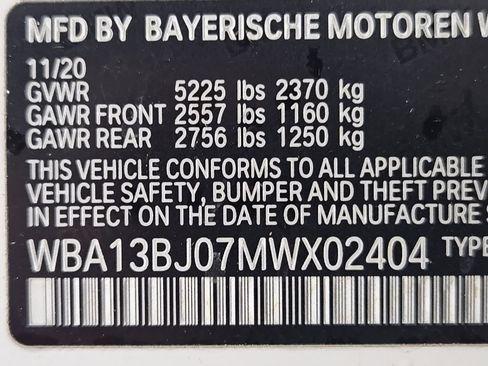 MFD BY BAYERISCHE MOTOREN W
11/20
GVWR 5225 lbs 2370 kg
GAWR FRONT 2557 lbs 1160 kg
GAWR REAR 2756 lbs 1250 kg
THIS VEHICLE CONFORMS TO ALL APPLICABLE
VEHICLE SAFETY, BUMPER AND THEFT PREV
IN EFFECT ON THE DATE OF MANUFACTURE
WBA13BJ07MWX02404 TYPE